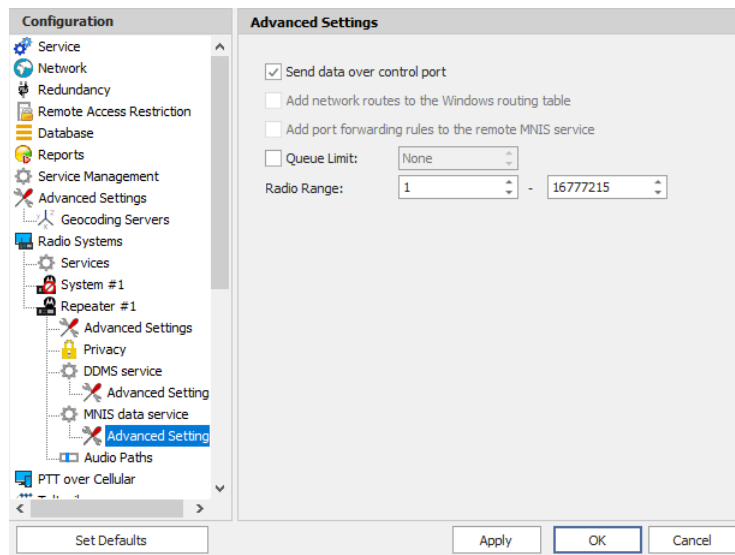 Configuration
Service
Network
Redundancy
Remote Access Restriction
Database
Reports
Service Management
Advanced Settings
Geocoding Servers
Radio Systems
Services
System #1
Repeater #1
Advanced Settings
Privacy
DDMS service
Advanced Setting
MNIS data service
Advanced Setting
Audio Paths
PTT over Cellular
Set Defaults
Advanced Settings
Send data over control port
Add network routes to the Windows routing table
Add port forwarding rules to the remote MNIS service
Queue Limit: None
Radio Range: 1 - 16777215
Apply OK Cancel